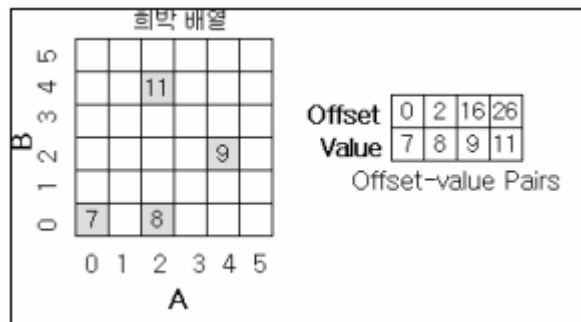 희박 배열
5
4 11
3
B
2 9
1
0 7 8
0 1 2 3 4 5
A
Offset 0 2 16 26
Value 7 8 9 11
Offset-value Pairs